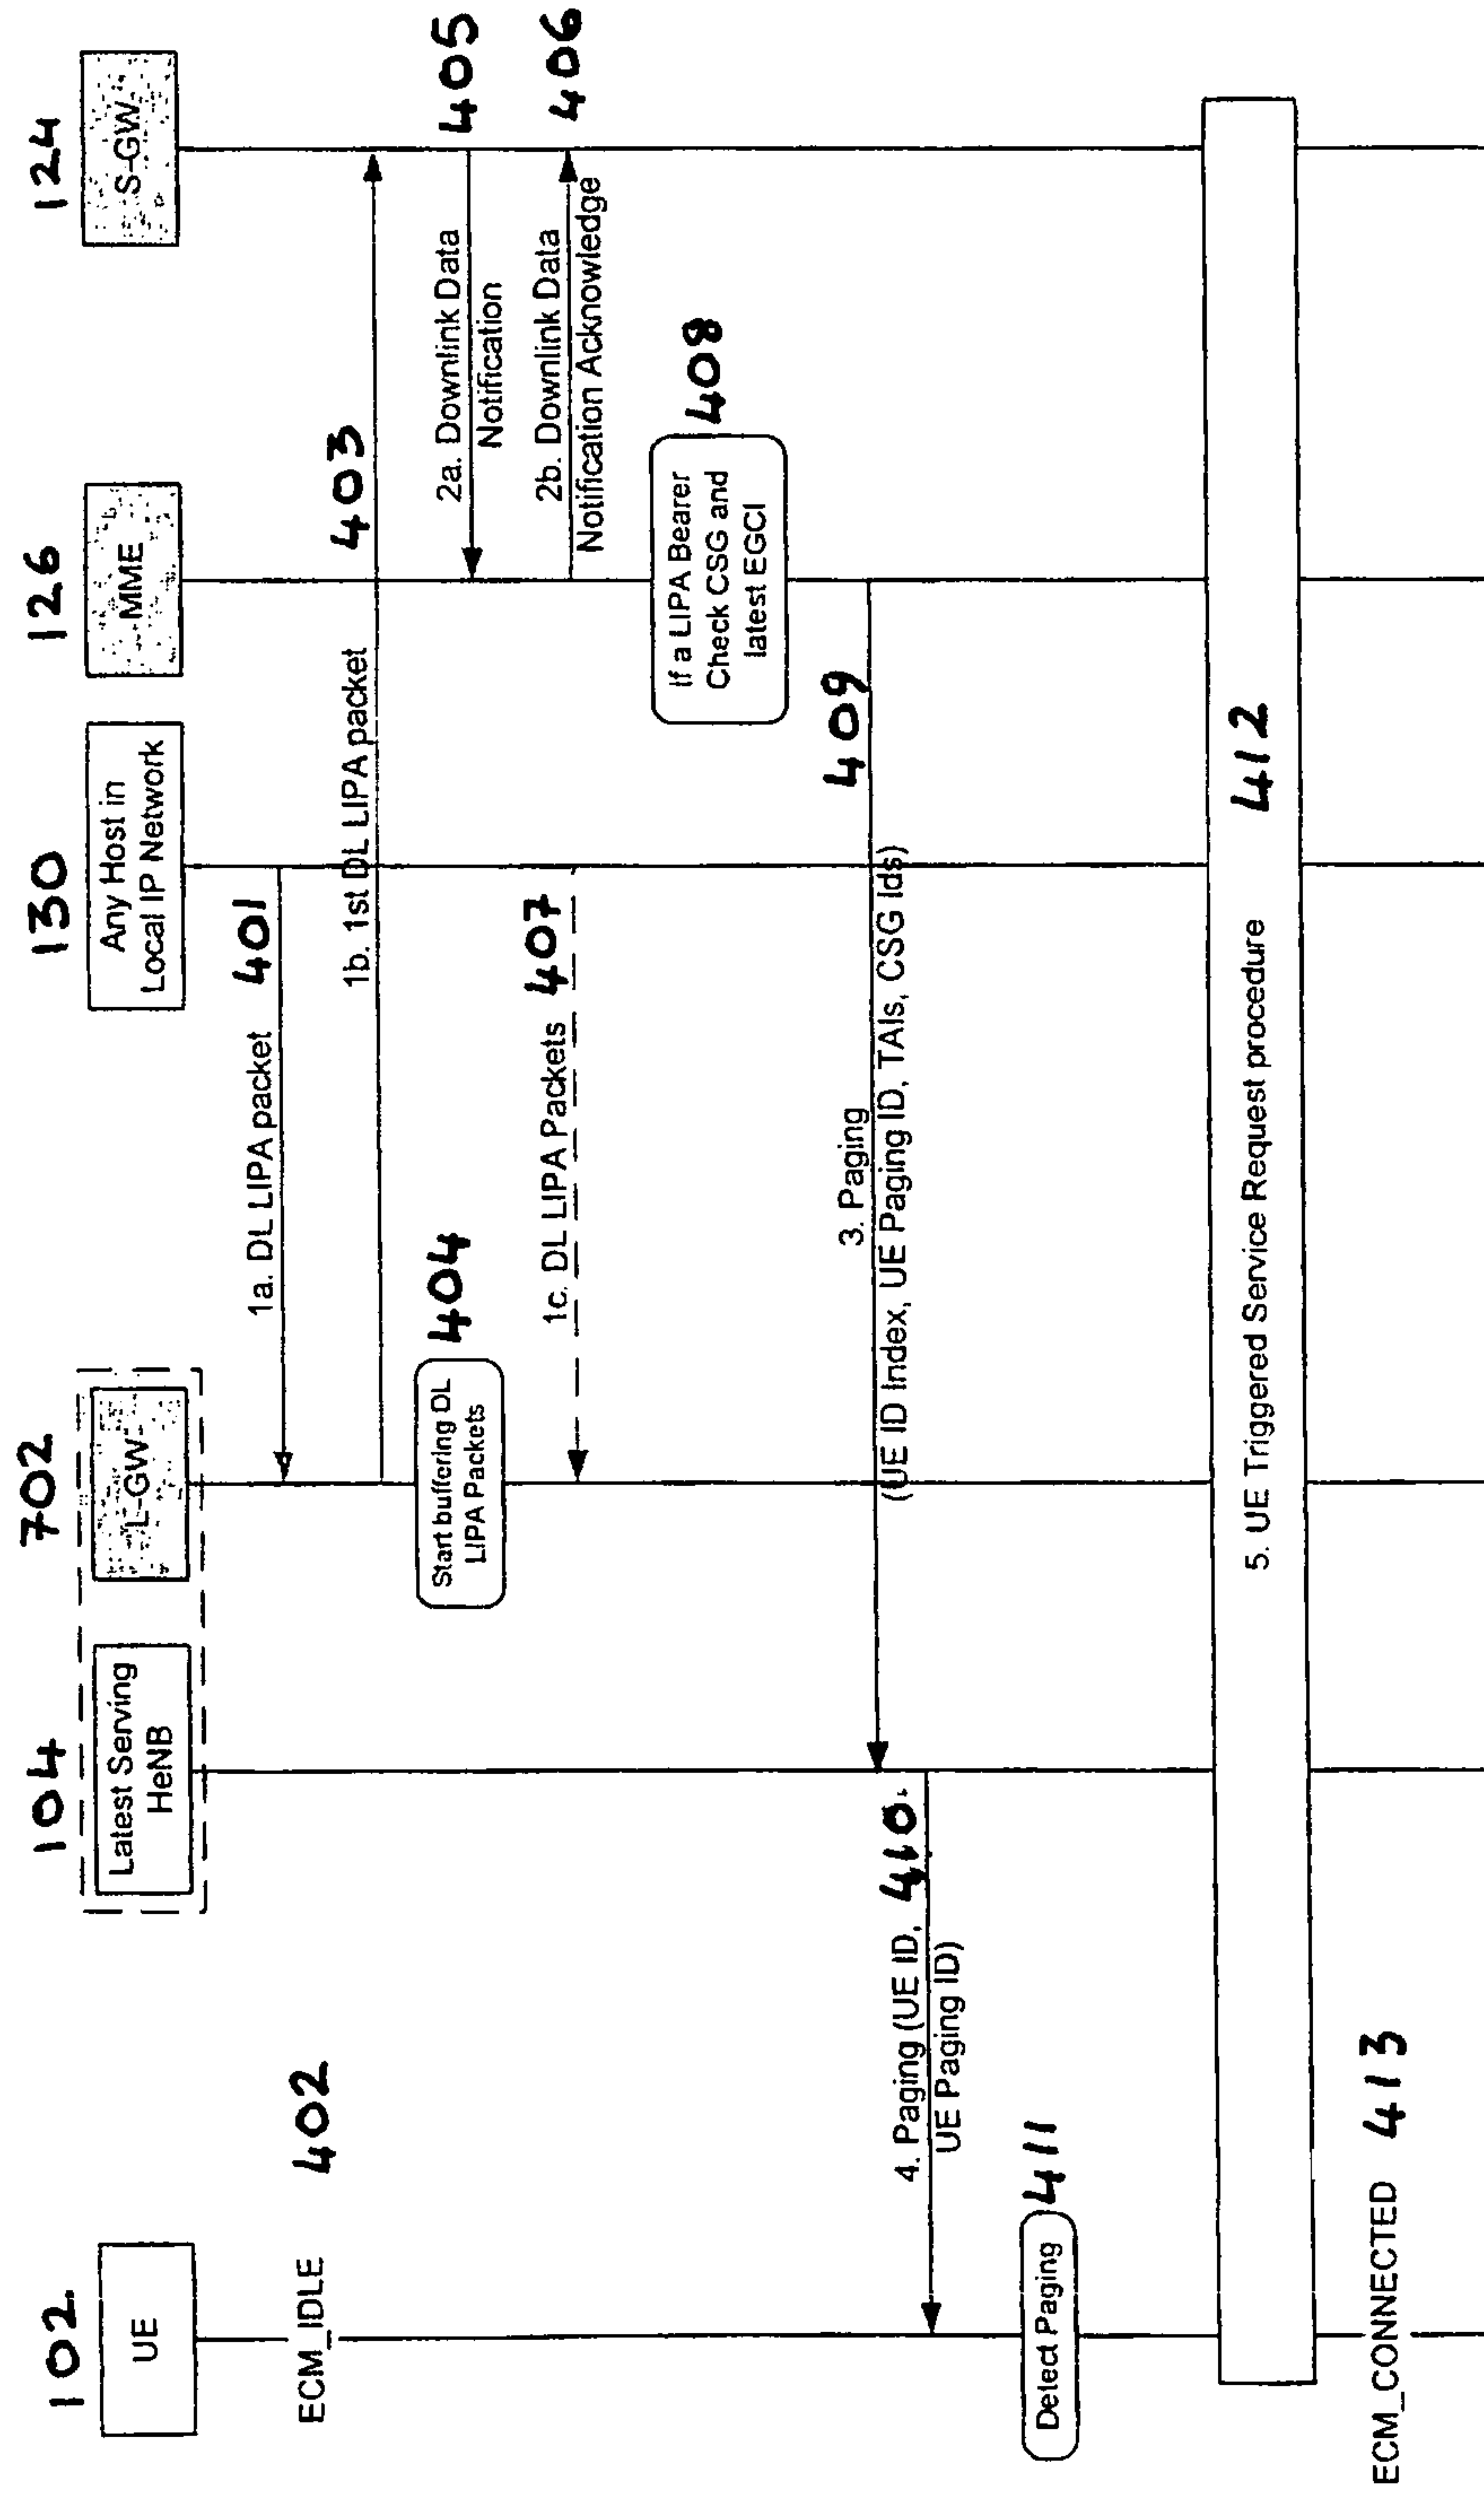 102
UE
104
Latest Serving
HeNB
702
L-GW
130
Any Host in
Local IP Network
126
MME
124
S-GW
ECM_IDLE 402
1a. DL LIPA packet 401
1b. 1st DL LIPA packet 403
Start buffering DL
LIPA Packets
404
2a. Downlink Data
Notification
405
1c. DL LIPA Packets 407
2b. Downlink Data
Notification Acknowledge
406
If a LIPA Bearer
Check CSG and
latest EGCI
408
3. Paging 409
(UE ID Index, UE Paging ID, TAIs, CSG Ids)
4. Paging (UE ID, 410
UE Paging ID)
Detect Paging 411
5. UE Triggered Service Request procedure 412
ECM_CONNECTED 413